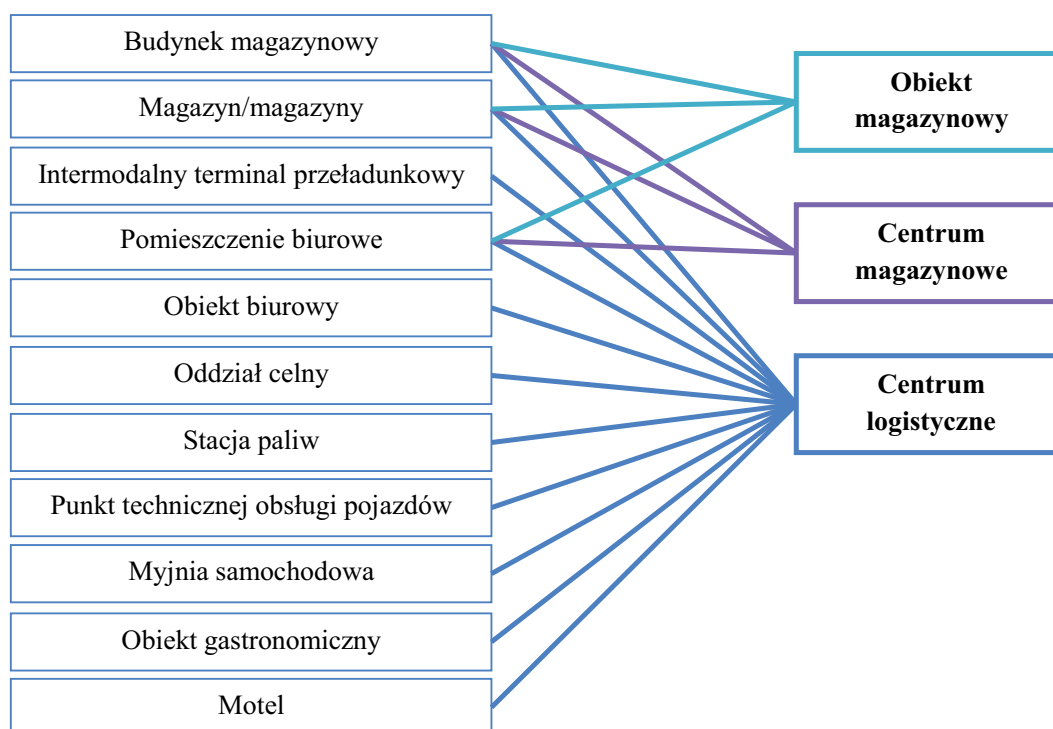 Budynek magazynowy
Magazyn/magazyny
Intermodalny terminal przeładunkowy
Pomieszczenie biurowe
Obiekt biurowy
Oddział celny
Stacja paliw
Punkt technicznej obsługi pojazdów
Myjnia samochodowa
Obiekt gastronomiczny
Motel
Obiekt
magazynowy
Centrum
magazynowe
Centrum
logistyczne